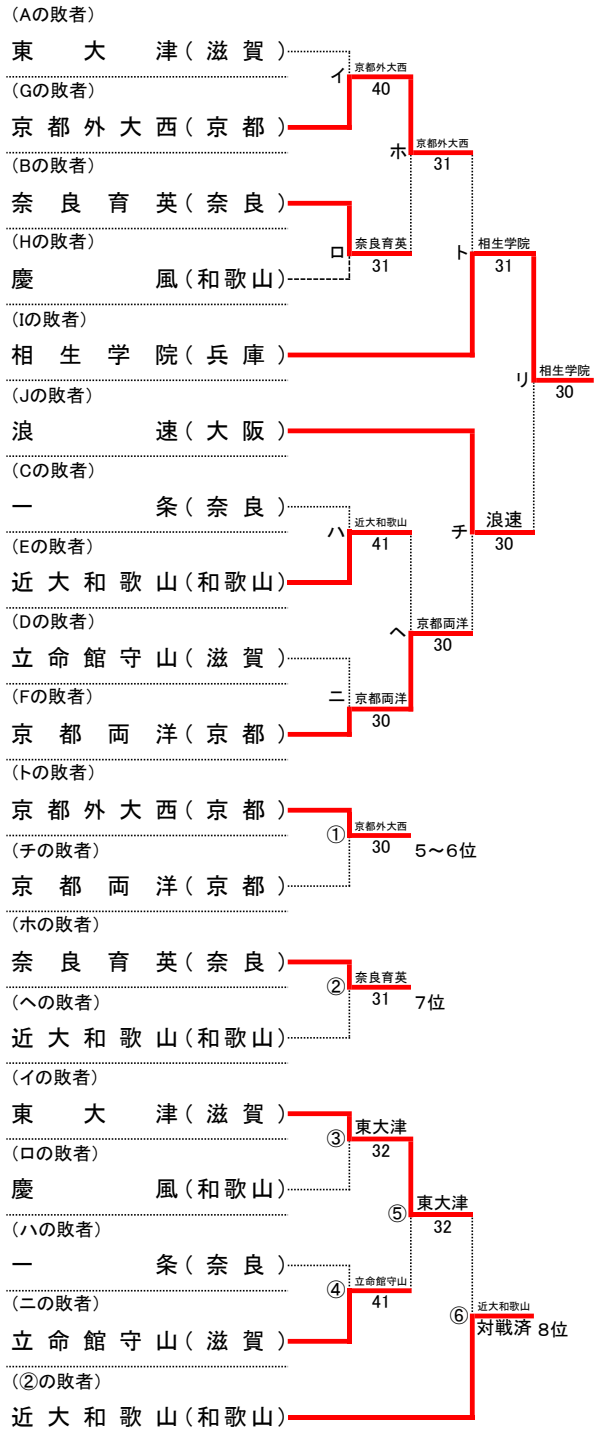 (Aの敗者)
東大津(滋賀)
イ 京都外大西
40
(Gの敗者)
京都外大西(京都)
ホ 京都外大西
31
(Bの敗者)
奈良育英(奈良)
(Hの敗者)
ロ 奈良育英
31
ト 相生学院
31
慶風(和歌山)
(Iの敗者)
相生学院(兵庫)
リ 相生学院
30
(Jの敗者)
浪速(大阪)
(Cの敗者)
一条(奈良)
ハ 近大和歌山
41
チ 浪速
30
(Eの敗者)
近大和歌山(和歌山)
(Dの敗者)
ヘ 京都両洋
30
立命館守山(滋賀)
(Fの敗者)
ニ 京都両洋
30
京都両洋(京都)
(トの敗者)
京都外大西(京都)
① 京都外大西
30 5~6位
(チの敗者)
京都両洋(京都)
(ホの敗者)
奈良育英(奈良)
② 奈良育英
31 7位
(ヘの敗者)
近大和歌山(和歌山)
(イの敗者)
東大津(滋賀)
③ 東大津
32
(ロの敗者)
慶風(和歌山)
⑤ 東大津
32
(ハの敗者)
一条(奈良)
④ 立命館守山
41
(ニの敗者)
⑥ 近大和歌山
対戦済 8位
立命館守山(滋賀)
(②の敗者)
近大和歌山(和歌山)